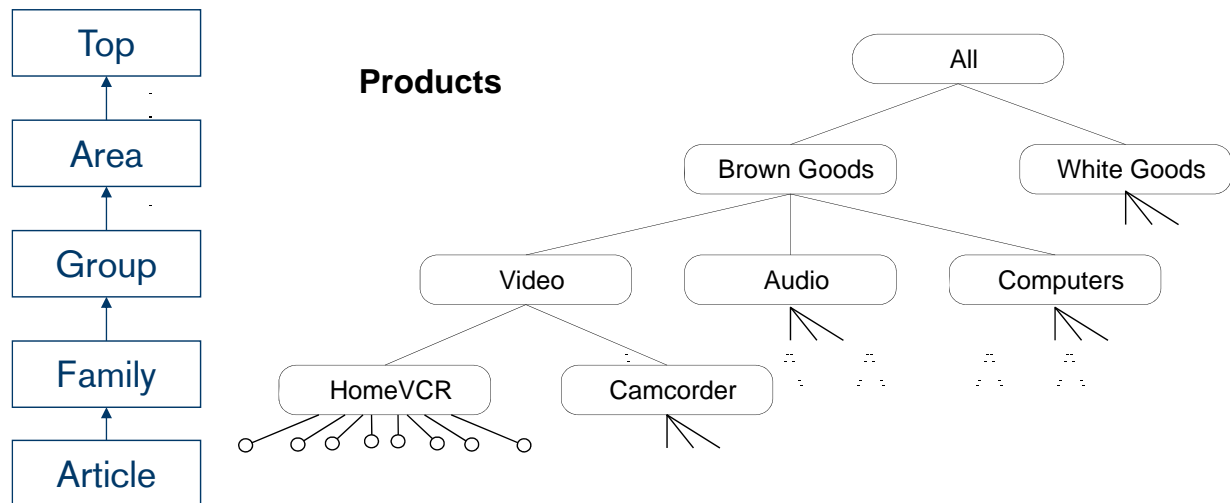 Top
Area
Group
Family
Article
Products
All
Brown Goods
White Goods
Video
Audio
Computers
HomeVCR
Camcorder